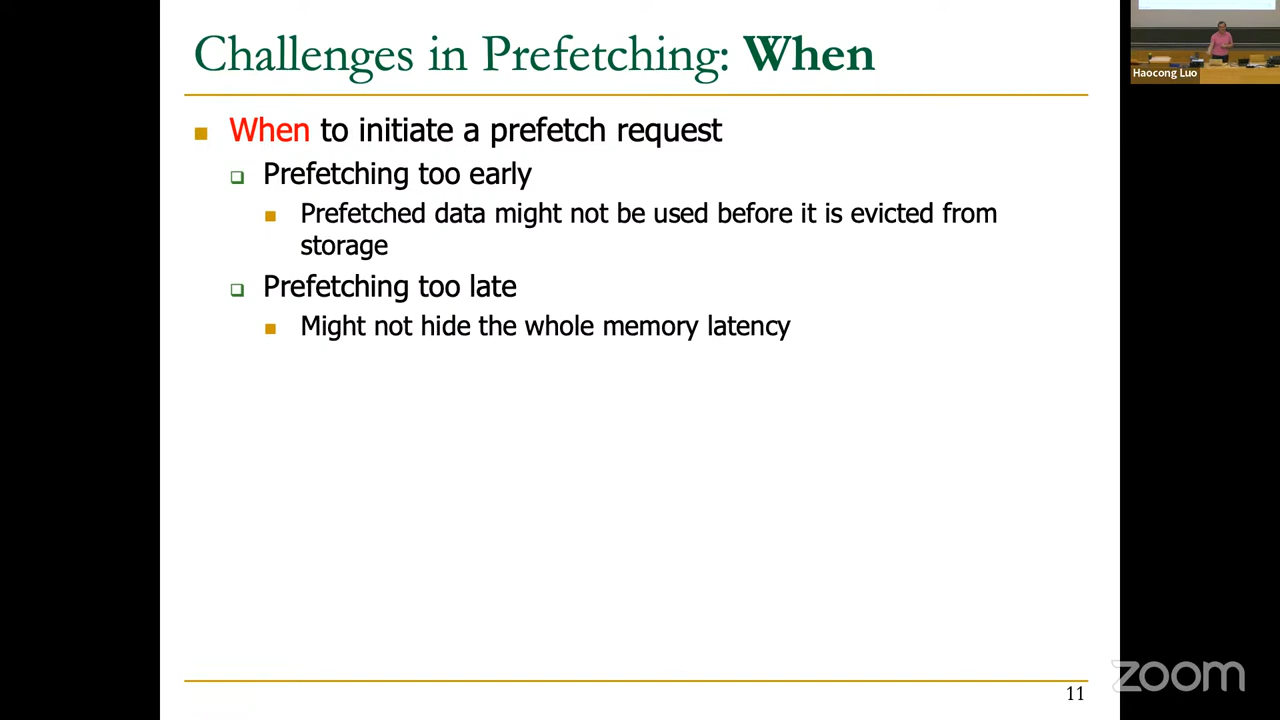 Challenges in Prefetching: When
When to initiate a prefetch request
Prefetching too early
Prefetched data might not be used before it is evicted from
storage
Prefetching too late
Might not hide the whole memory latency
11
Haocong Luo
zoom